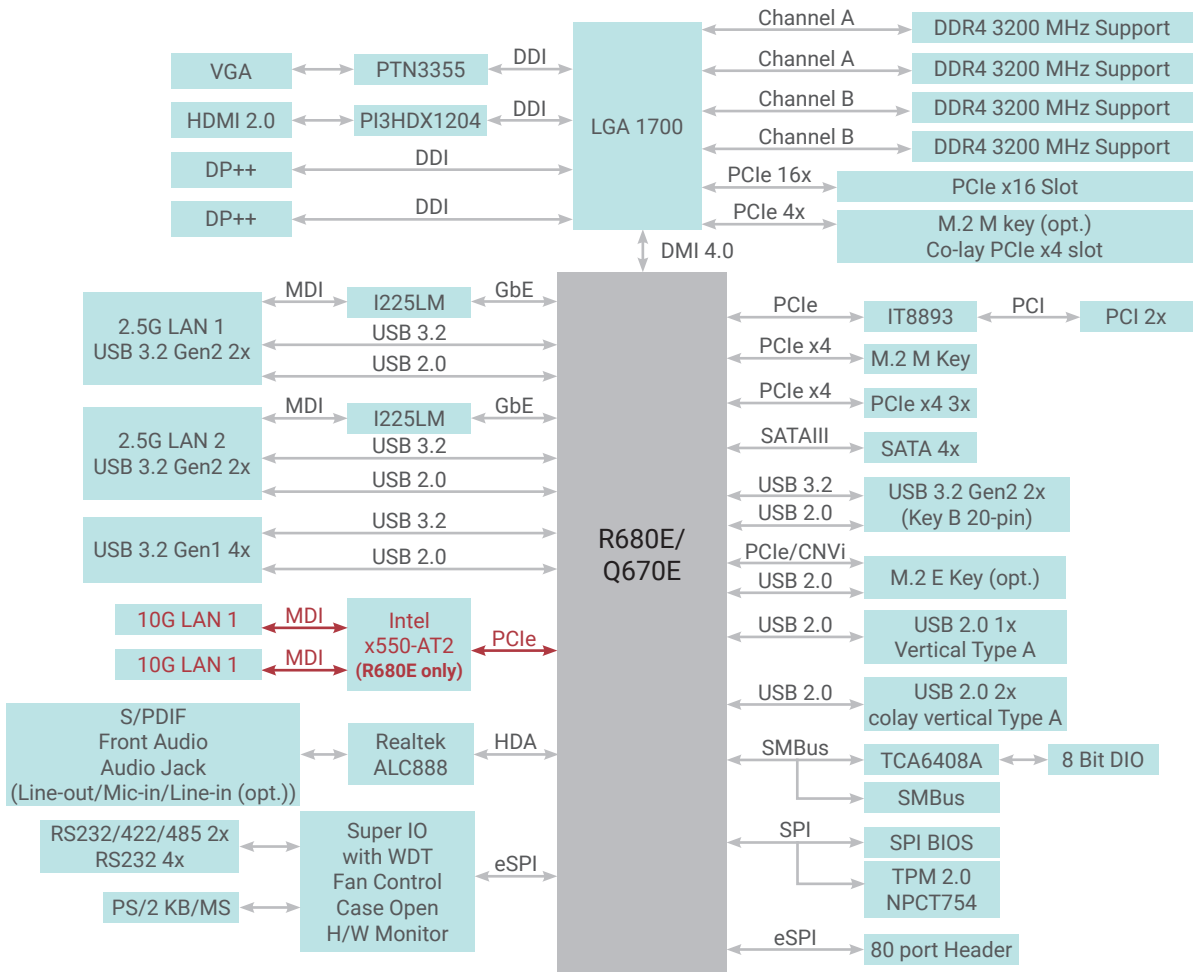 VGA
PTN3355
DDI
HDMI 2.0
PI3HDX1204
DDI
DP++
DDI
DP++
DDI
LGA 1700
Channel A
DDR4 3200 MHz Support
Channel A
DDR4 3200 MHz Support
Channel B
DDR4 3200 MHz Support
Channel B
DDR4 3200 MHz Support
PCIe 16x
PCIe x16 Slot
PCIe 4x
M.2 M key (opt.)
Co-lay PCIe x4 slot
DMI 4.0
2.5G LAN 1
USB 3.2 Gen2 2x
MDI
I225LM
GbE
USB 3.2
USB 2.0
2.5G LAN 2
USB 3.2 Gen2 2x
MDI
I225LM
GbE
USB 3.2
USB 2.0
USB 3.2 Gen1 4x
USB 3.2
USB 2.0
10G LAN 1
MDI
10G LAN 1
MDI
Intel
x550-AT2
(R680E only)
PCIe
S/PDIF
Front Audio
Audio Jack
(Line-out/Mic-in/Line-in (opt.))
Realtek
ALC888
HDA
RS232/422/485 2x
RS232 4x
PS/2 KB/MS
Super IO
with WDT
Fan Control
Case Open
H/W Monitor
eSPI
R680E/
Q670E
PCIe
IT8893
PCI
PCI 2x
PCIe x4
M.2 M Key
PCIe x4
PCIe x4 3x
SATAIII
SATA 4x
USB 3.2
USB 2.0
USB 3.2 Gen2 2x
(Key B 20-pin)
PCIe/CNVi
USB 2.0
M.2 E Key (opt.)
USB 2.0
USB 2.0 1x
Vertical Type A
USB 2.0
USB 2.0 2x
colay vertical Type A
SMBus
TCA6408A
8 Bit DIO
SMBus
SPI
SPI BIOS
TPM 2.0
NPCT754
eSPI
80 port Header